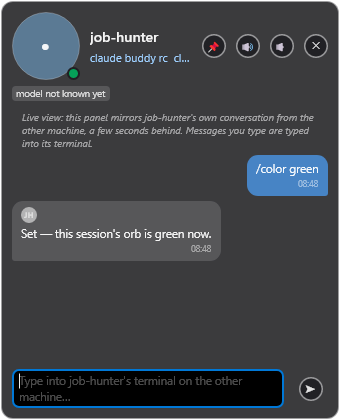 job-hunter
claude buddy rc cl...
model not known yet
Live view: this panel mirrors job-hunter's own conversation from the
other machine, a few seconds behind. Messages you type are typed
into its terminal.
/color green
08:48
JH
Set — this session's orb is green now.
08:48
Type into job-hunter's terminal on the other
machine...